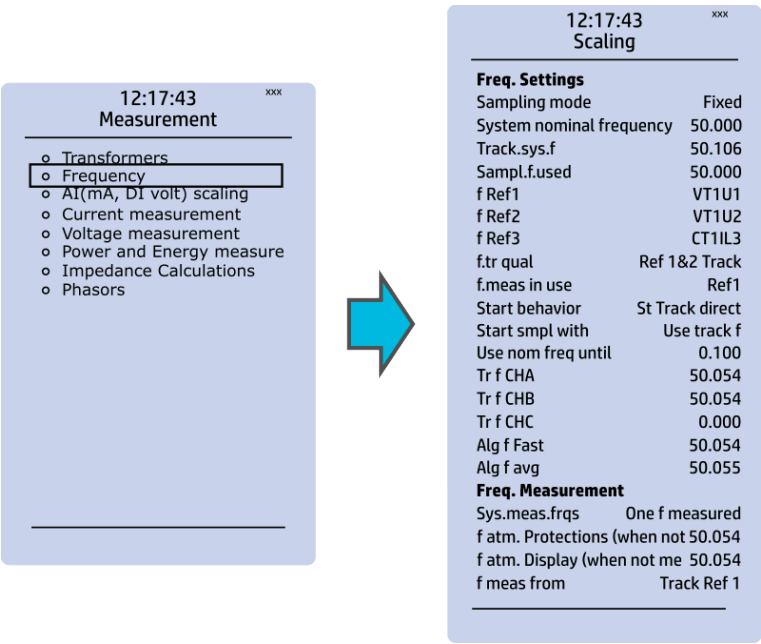 12:17:43 xxx
Measurement
Transformers
Frequency
AI(mA, DI volt) scaling
Current measurement
Voltage measurement
Power and Energy measure
Impedance Calculations
Phasors
12:17:43 xxx
Scaling
Freq. Settings
Sampling mode Fixed
System nominal frequency 50.000
Track.sys.f 50.106
Sampl.f.used 50.000
f Ref1 VT1U1
f Ref2 VT1U2
f Ref3 CT1IL3
f.tr qual Ref 1&2 Track
f.meas in use Ref1
Start behavior St Track direct
Start smpl with Use track f
Use nom freq until 0.100
Tr f CHA 50.054
Tr f CHB 50.054
Tr f CHC 0.000
Alg f Fast 50.054
Alg f avg 50.055
Freq. Measurement
Sys.meas.frqs One f measured
f atm. Protections (when not 50.054
f atm. Display (when not me 50.054
f meas from Track Ref 1